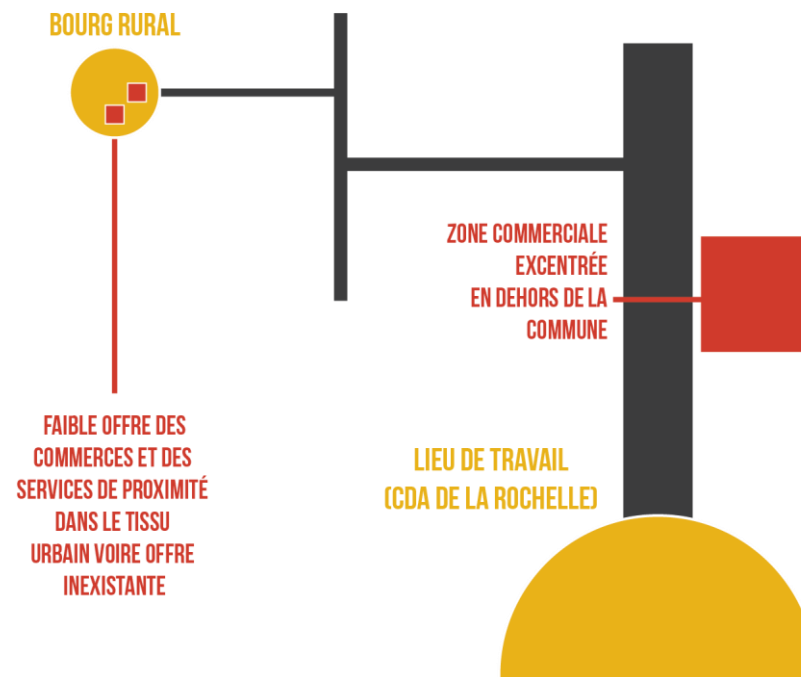 BOURG RURAL
ZONE COMMERCIALE
EXCENTRÉE
EN DEHORS DE LA
COMMUNE
FAIBLE OFFRE DES
COMMERCES ET DES
SERVICES DE PROXIMITÉ
DANS LE TISSU
URBAIN VOIRE OFFRE
INEXISTANTE
LIEU DE TRAVAIL
(CDA DE LA ROCHELLE)